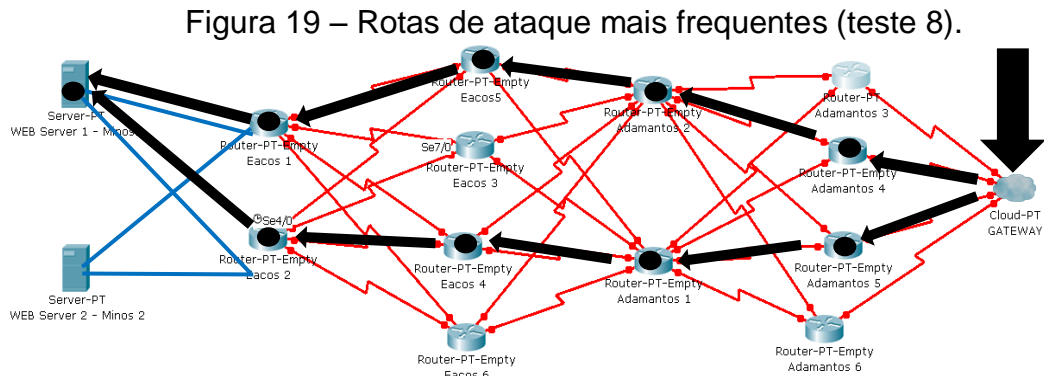 Figura 19 – Rotas de ataque mais frequentes (teste 8).
Router-PT-Empty
Eacos5
Router-PT
Adamantos 3
Server-PT
WEB Server 1 - Minos
Router-PT-Empty
Adamantos 2
Router-PT-Empty
Eacos 1
Se7/0
Router-PT-Empty
Eacos 3
Router-PT-Empty
Adamantos 4
Cloud-PT
GATEWAY
Se4/0
Router-PT-Empty
Eacos 2
Router-PT-Empty
Eacos 4
Router-PT-Empty
Adamantos 1
Router-PT-Empty
Adamantos 5
Server-PT
WEB Server 2 - Minos 2
Router-PT-Empty
Eacos 6
Router-PT-Empty
Adamantos 6